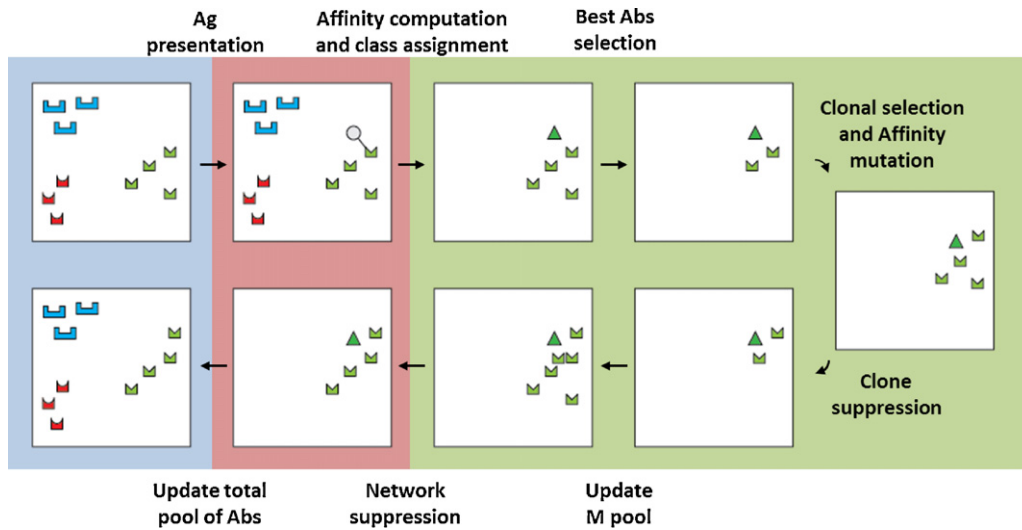 Ag
presentation
Affinity computation
and class assignment
Best Abs
selection
Clonal selection
and Affinity
mutation
Clone
suppression
Update total
pool of Abs
Network
suppression
Update
M pool